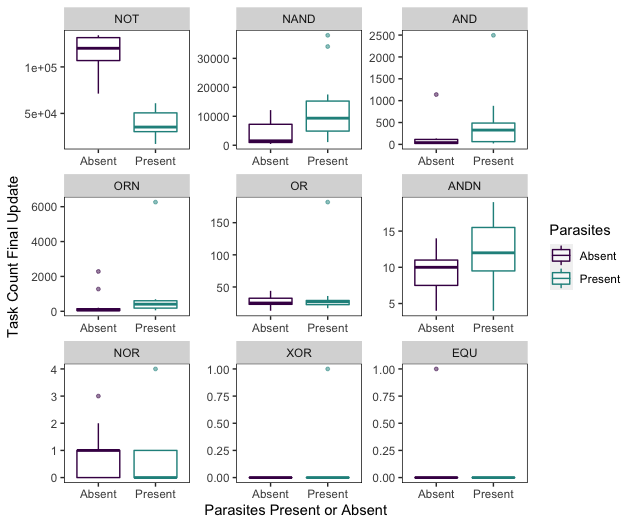 NOT NAND AND
1e+05
5e+04
30000
20000
10000
0
2500
2000
1500
1000
500
0
Absent Present Absent Present Absent Present
ORN OR ANDN
6000
4000
2000
0
150
100
50
15
10
5
Absent Present Absent Present Absent Present
NOR XOR EQU
4
3
2
1
0
1.00
0.75
0.50
0.25
0.00
1.00
0.75
0.50
0.25
0.00
Absent Present Absent Present Absent Present
Task Count Final Update
Parasites Present or Absent
Parasites
Absent
Present